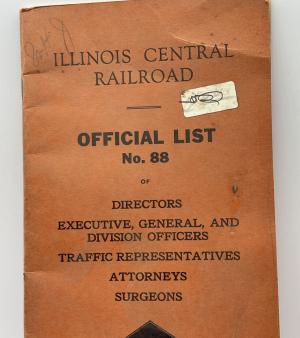 ILLINOIS CENTRAL
RAILROAD
OFFICIAL LIST
No. 88
OF
DIRECTORS
EXECUTIVE, GENERAL, AND
DIVISION OFFICERS
TRAFFIC REPRESENTATIVES
ATTORNEYS
SURGEONS